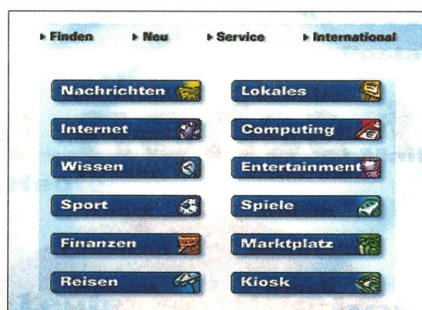 Finden Neu Service International
Nachrichten Lokales
Internet Computing
Wissen Entertainment
Sport Spiele
Finanzen Marktplatz
Reisen Kiosk